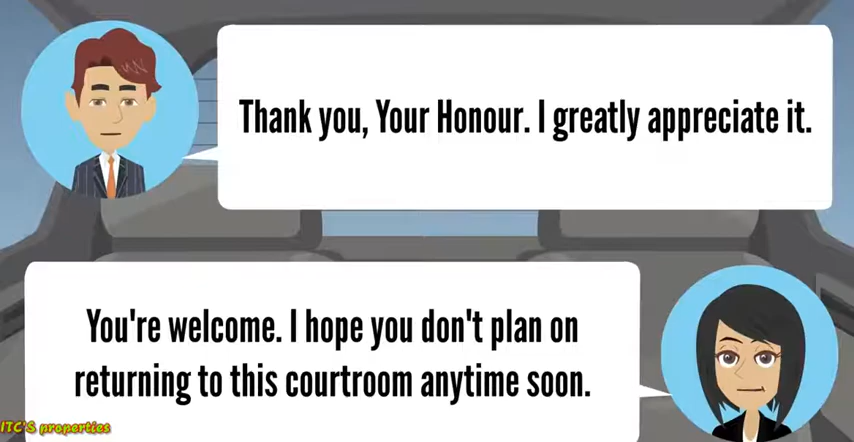 Thank you, Your Honour. I greatly appreciate it.
You're welcome. I hope you don't plan on
returning to this courtroom anytime soon.
ITC'S properties